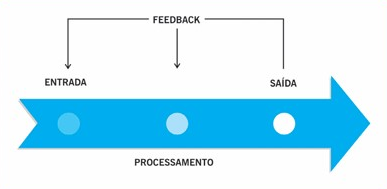 FEEDBACK
ENTRADA
SAÍDA
PROCESSAMENTO